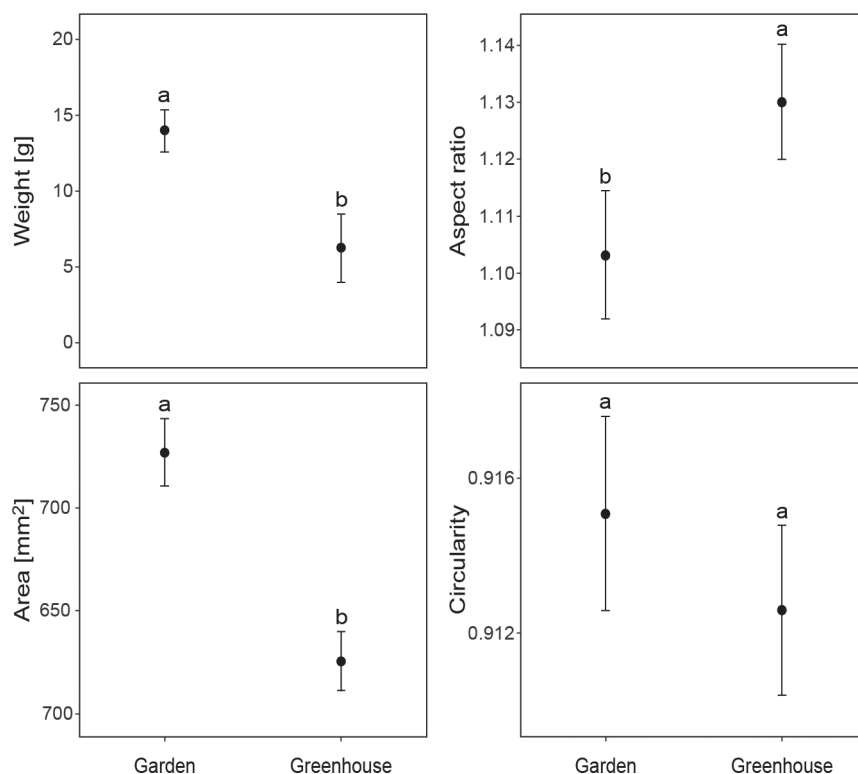 Weight [g]
20
15
10
5
0
a
b
Aspect ratio
1.14
1.13
1.12
1.11
1.10
1.09
b
a
Area [mm²]
750
700
650
700
a
b
Garden
Greenhouse
Circularity
0.916
0.912
a
a
Garden
Greenhouse